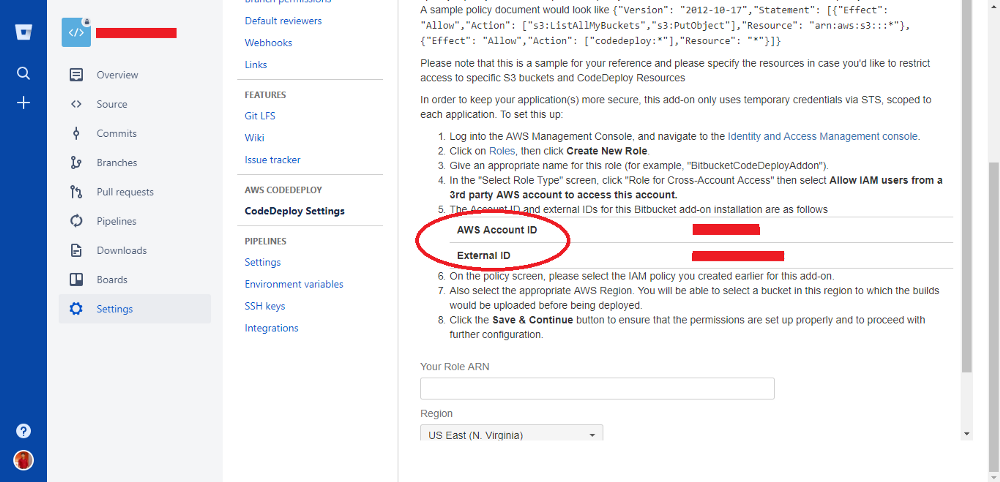 Overview
Source
Commits
Branches
Pull requests
Pipelines
Downloads
Boards
Settings
Default reviewers
Webhooks
Links
FEATURES
Git LFS
Wiki
Issue tracker
AWS CODEDEPLOY
CodeDeploy Settings
PIPELINES
Settings
Environment variables
SSH keys
Integrations
A sample policy document would look like {"Version": "2012-10-17","Statement": [{"Effect":
"Allow","Action": ["s3:ListAllMyBuckets","s3:PutObject"],"Resource": "arn:aws:s3:::*"},
{"Effect": "Allow","Action": ["codedeploy:*"],"Resource": "*"}]}
Please note that this is a sample for your reference and please specify the resources in case you'd like to restrict
access to specific S3 buckets and CodeDeploy Resources
In order to keep your application(s) more secure, this add-on only uses temporary credentials via STS, scoped to
each application. To set this up:
1. Log into the AWS Management Console, and navigate to the Identity and Access Management console.
2. Click on Roles, then click Create New Role.
3. Give an appropriate name for this role (for example, "BitbucketCodeDeployAddon").
4. In the "Select Role Type" screen, click "Role for Cross-Account Access" then select Allow IAM users from a
3rd party AWS account to access this account.
5. The Account ID and external IDs for this Bitbucket add-on installation are as follows
AWS Account ID
External ID
6. On the policy screen, please select the IAM policy you created earlier for this add-on.
7. Also select the appropriate AWS Region. You will be able to select a bucket in this region to which the builds
would be uploaded before being deployed.
8. Click the Save & Continue button to ensure that the permissions are set up properly and to proceed with
further configuration.
Your Role ARN
Region
US East (N. Virginia)